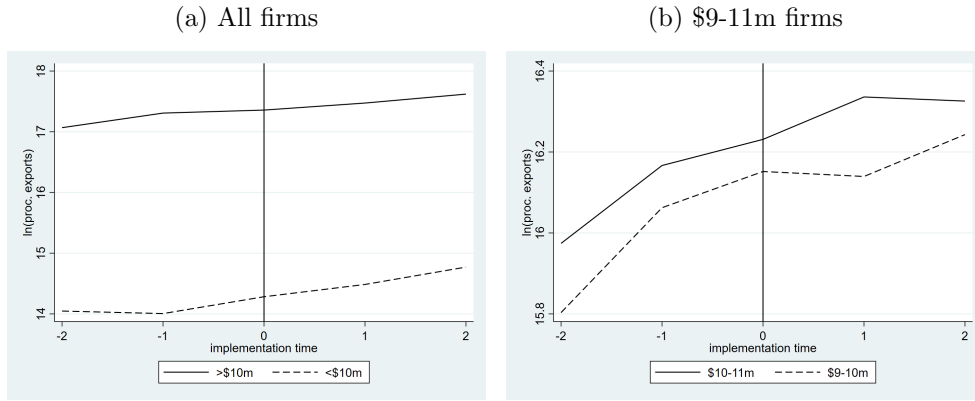 (a) All firms
ln(proc. exports)
18
17
16
15
14
-2 -1 0 1 2
implementation time
>$10m <$10m
(b) $9-11m firms
ln(proc. exports)
16.4
16.2
16
15.8
-2 -1 0 1 2
implementation time
$10-11m $9-10m